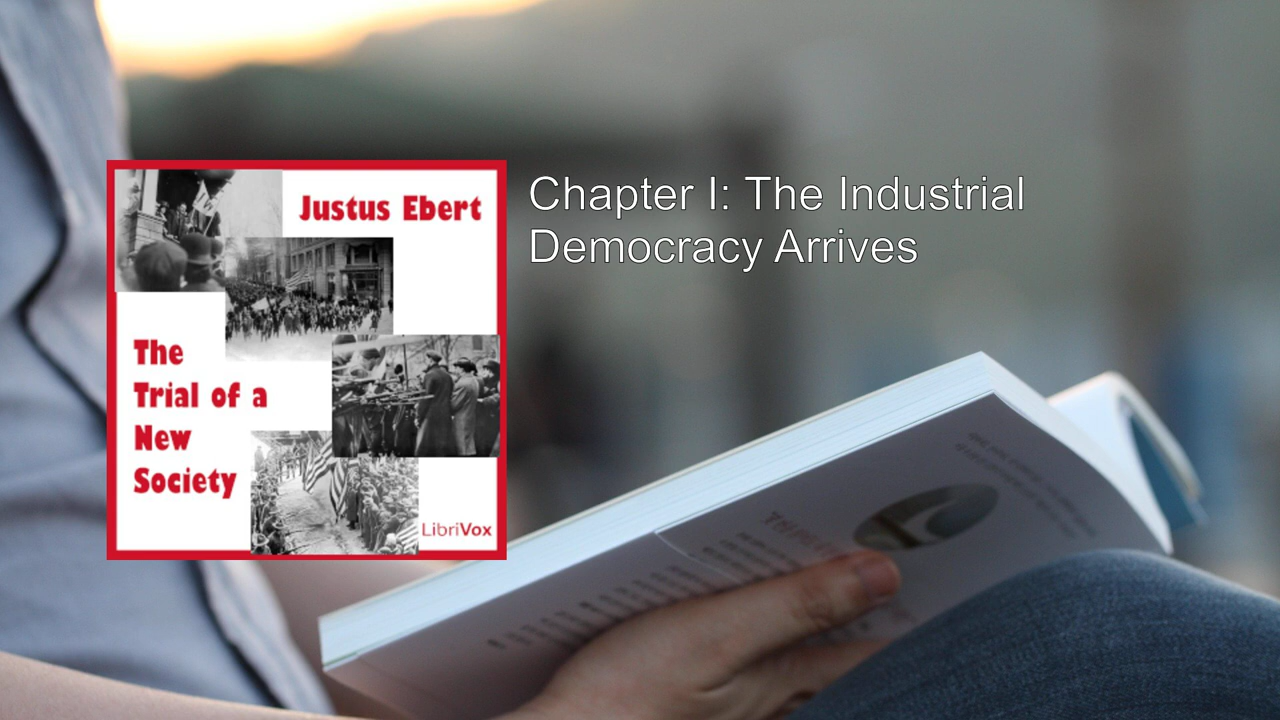 Justus Ebert
The
Trial of a
New
Society
LibriVox
Chapter I: The Industrial
Democracy Arrives